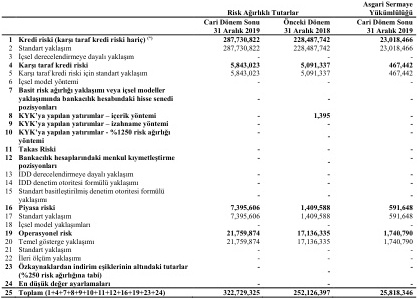 Asgari Sermaye
Risk Ağırlıklı Tutarlar Yükümlülüğü
Cari Dönem Sonu Önceki Dönem Cari Dönem Sonu
31 Aralık 2019 31 Aralık 2018 31 Aralık 2019
1 Kredi riski (karşı taraf kredi riski hariç) (*) 287,730,822 228,487,742 23,018,466
2 Standart yaklaşım 287,730,822 228,487,742 23,018,466
3 İçsel derecelendirmeye dayalı yaklaşım - - -
4 Karşı taraf kredi riski 5,843,023 5,091,337 467,442
5 Karşı taraf kredi riski için standart yaklaşım 5,843,023 5,091,337 467,442
6 İçsel model yöntemi - - -
7 Basit risk ağırlığı yaklaşımı veya içsel modeller
yaklaşımında bankacılık hesabındaki hisse senedi
pozisyonları - - -
8 KYK'ya yapılan yatırımlar – içerik yöntemi - 1,395 -
9 KYK'ya yapılan yatırımlar – izahname yöntemi - - -
10 KYK'ya yapılan yatırımlar - %1250 risk ağırlığı
yöntemi - - -
11 Takas Riski - - -
12 Bankacılık hesaplarındaki menkul kıymetleştirme
pozisyonları - - -
13 İDD derecelendirmeye dayalı yaklaşım - - -
14 İDD denetim otoritesi formülü yaklaşımı - - -
15 Standart basitleştirilmiş denetim otoritesi formülü
yaklaşımı - - -
16 Piyasa riski 7,395,606 1,409,588 591,648
17 Standart yaklaşım 7,395,606 1,409,588 591,648
18 İçsel model yaklaşımları - - -
19 Operasyonel risk 21,759,874 17,136,335 1,740,790
20 Temel gösterge yaklaşımı 21,759,874 17,136,335 1,740,790
21 Standart yaklaşım - - -
22 İleri ölçüm yaklaşımı - - -
23 Özkaynaklardan indirim eşiklerinin altındaki tutarlar
(%250 risk ağırlığına tabi) - - -
24 En düşük değer ayarlamaları - - -
25 Toplam (1+4+7+8+9+10+11+12+16+19+23+24) 322,729,325 252,126,397 25,818,346